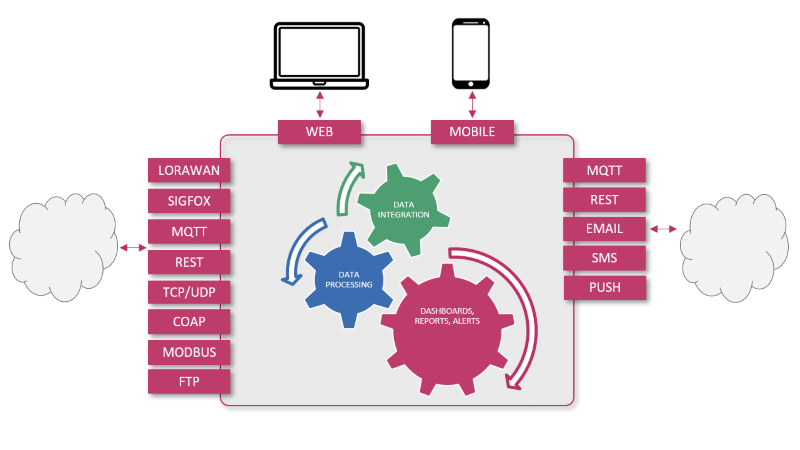 WEB
MOBILE
LORAWAN
SIGFOX
MQTT
REST
TCP/UDP
COAP
MODBUS
FTP
DATA
INTEGRATION
DATA
PROCESSING
DASHBOARDS,
REPORTS, ALERTS
MQTT
REST
EMAIL
SMS
PUSH